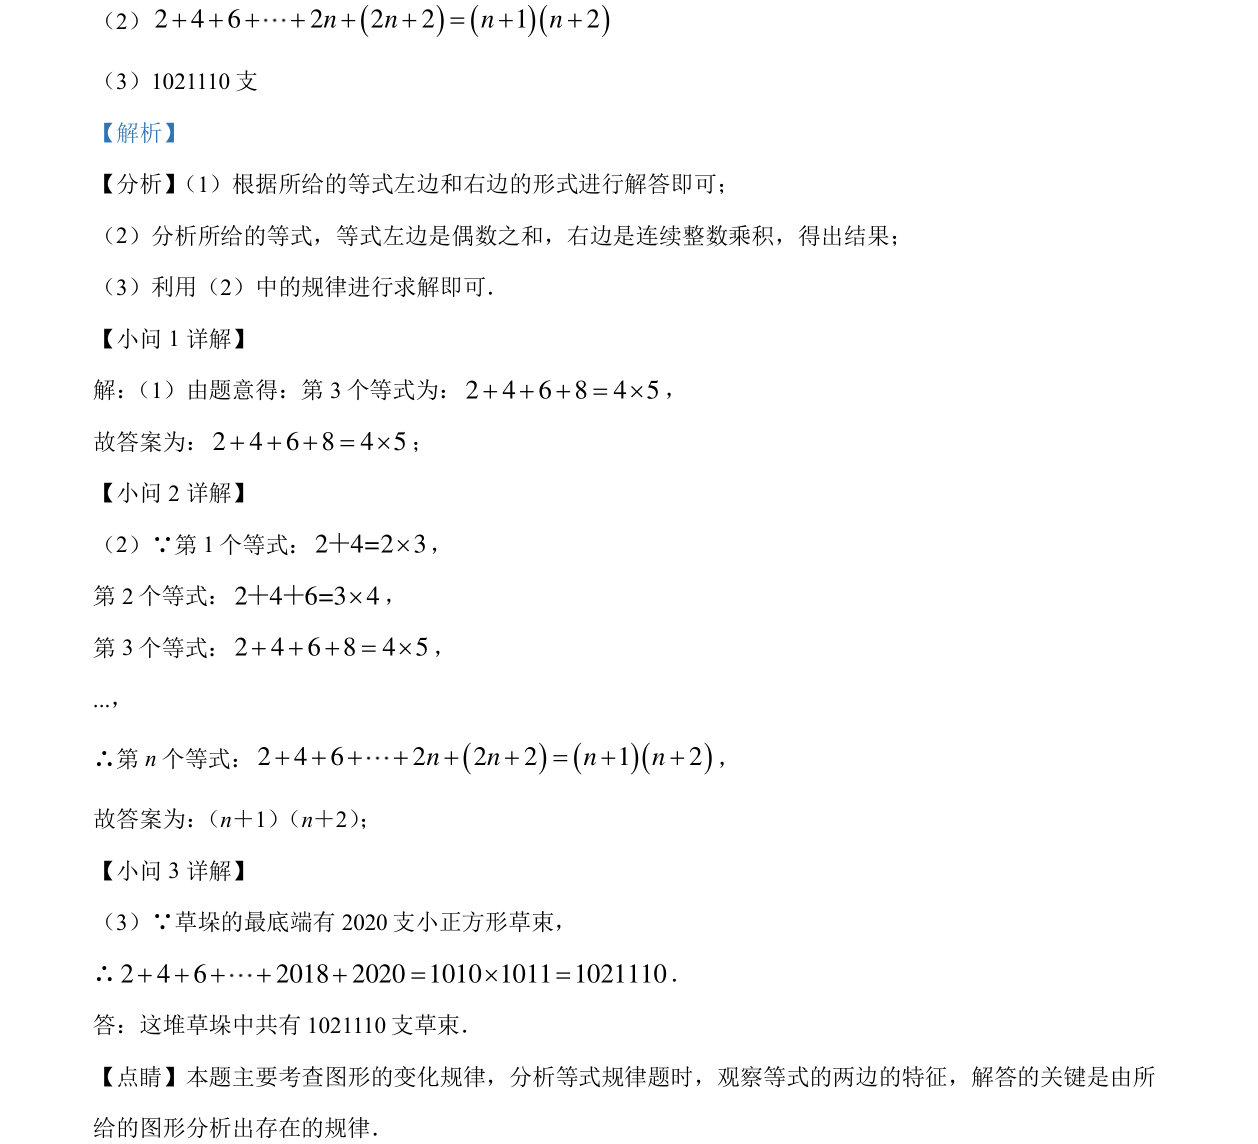 （2）2+4+6+⋯+2n+(2n+2)=(n+1)(n+2)
（3）1021110 支
【解析】
【分析】（1）根据所给的等式左边和右边的形式进行解答即可；
（2）分析所给的等式，等式左边是偶数之和，右边是连续整数乘积，得出结果；
（3）利用（2）中的规律进行求解即可．
【小问 1 详解】
解：（1）由题意得：第 3 个等式为：2+4+6+8=4×5，
故答案为：2+4+6+8=4×5；
【小问 2 详解】
（2）∵第 1 个等式：2＋4=2×3，
第 2 个等式：2＋4＋6=3×4，
第 3 个等式：2+4+6+8=4×5，
...，
∴第 n 个等式：2+4+6+⋯+2n+(2n+2)=(n+1)(n+2)，
故答案为：（n＋1）（n＋2）；
【小问 3 详解】
（3）∵草垛的最底端有 2020 支小正方形草束，
∴2+4+6+⋯+2018+2020=1010×1011=1021110．
答：这堆草垛中共有 1021110 支草束．
【点睛】本题主要考查图形的变化规律，分析等式规律题时，观察等式的两边的特征，解答的关键是由所
给的图形分析出存在的规律．